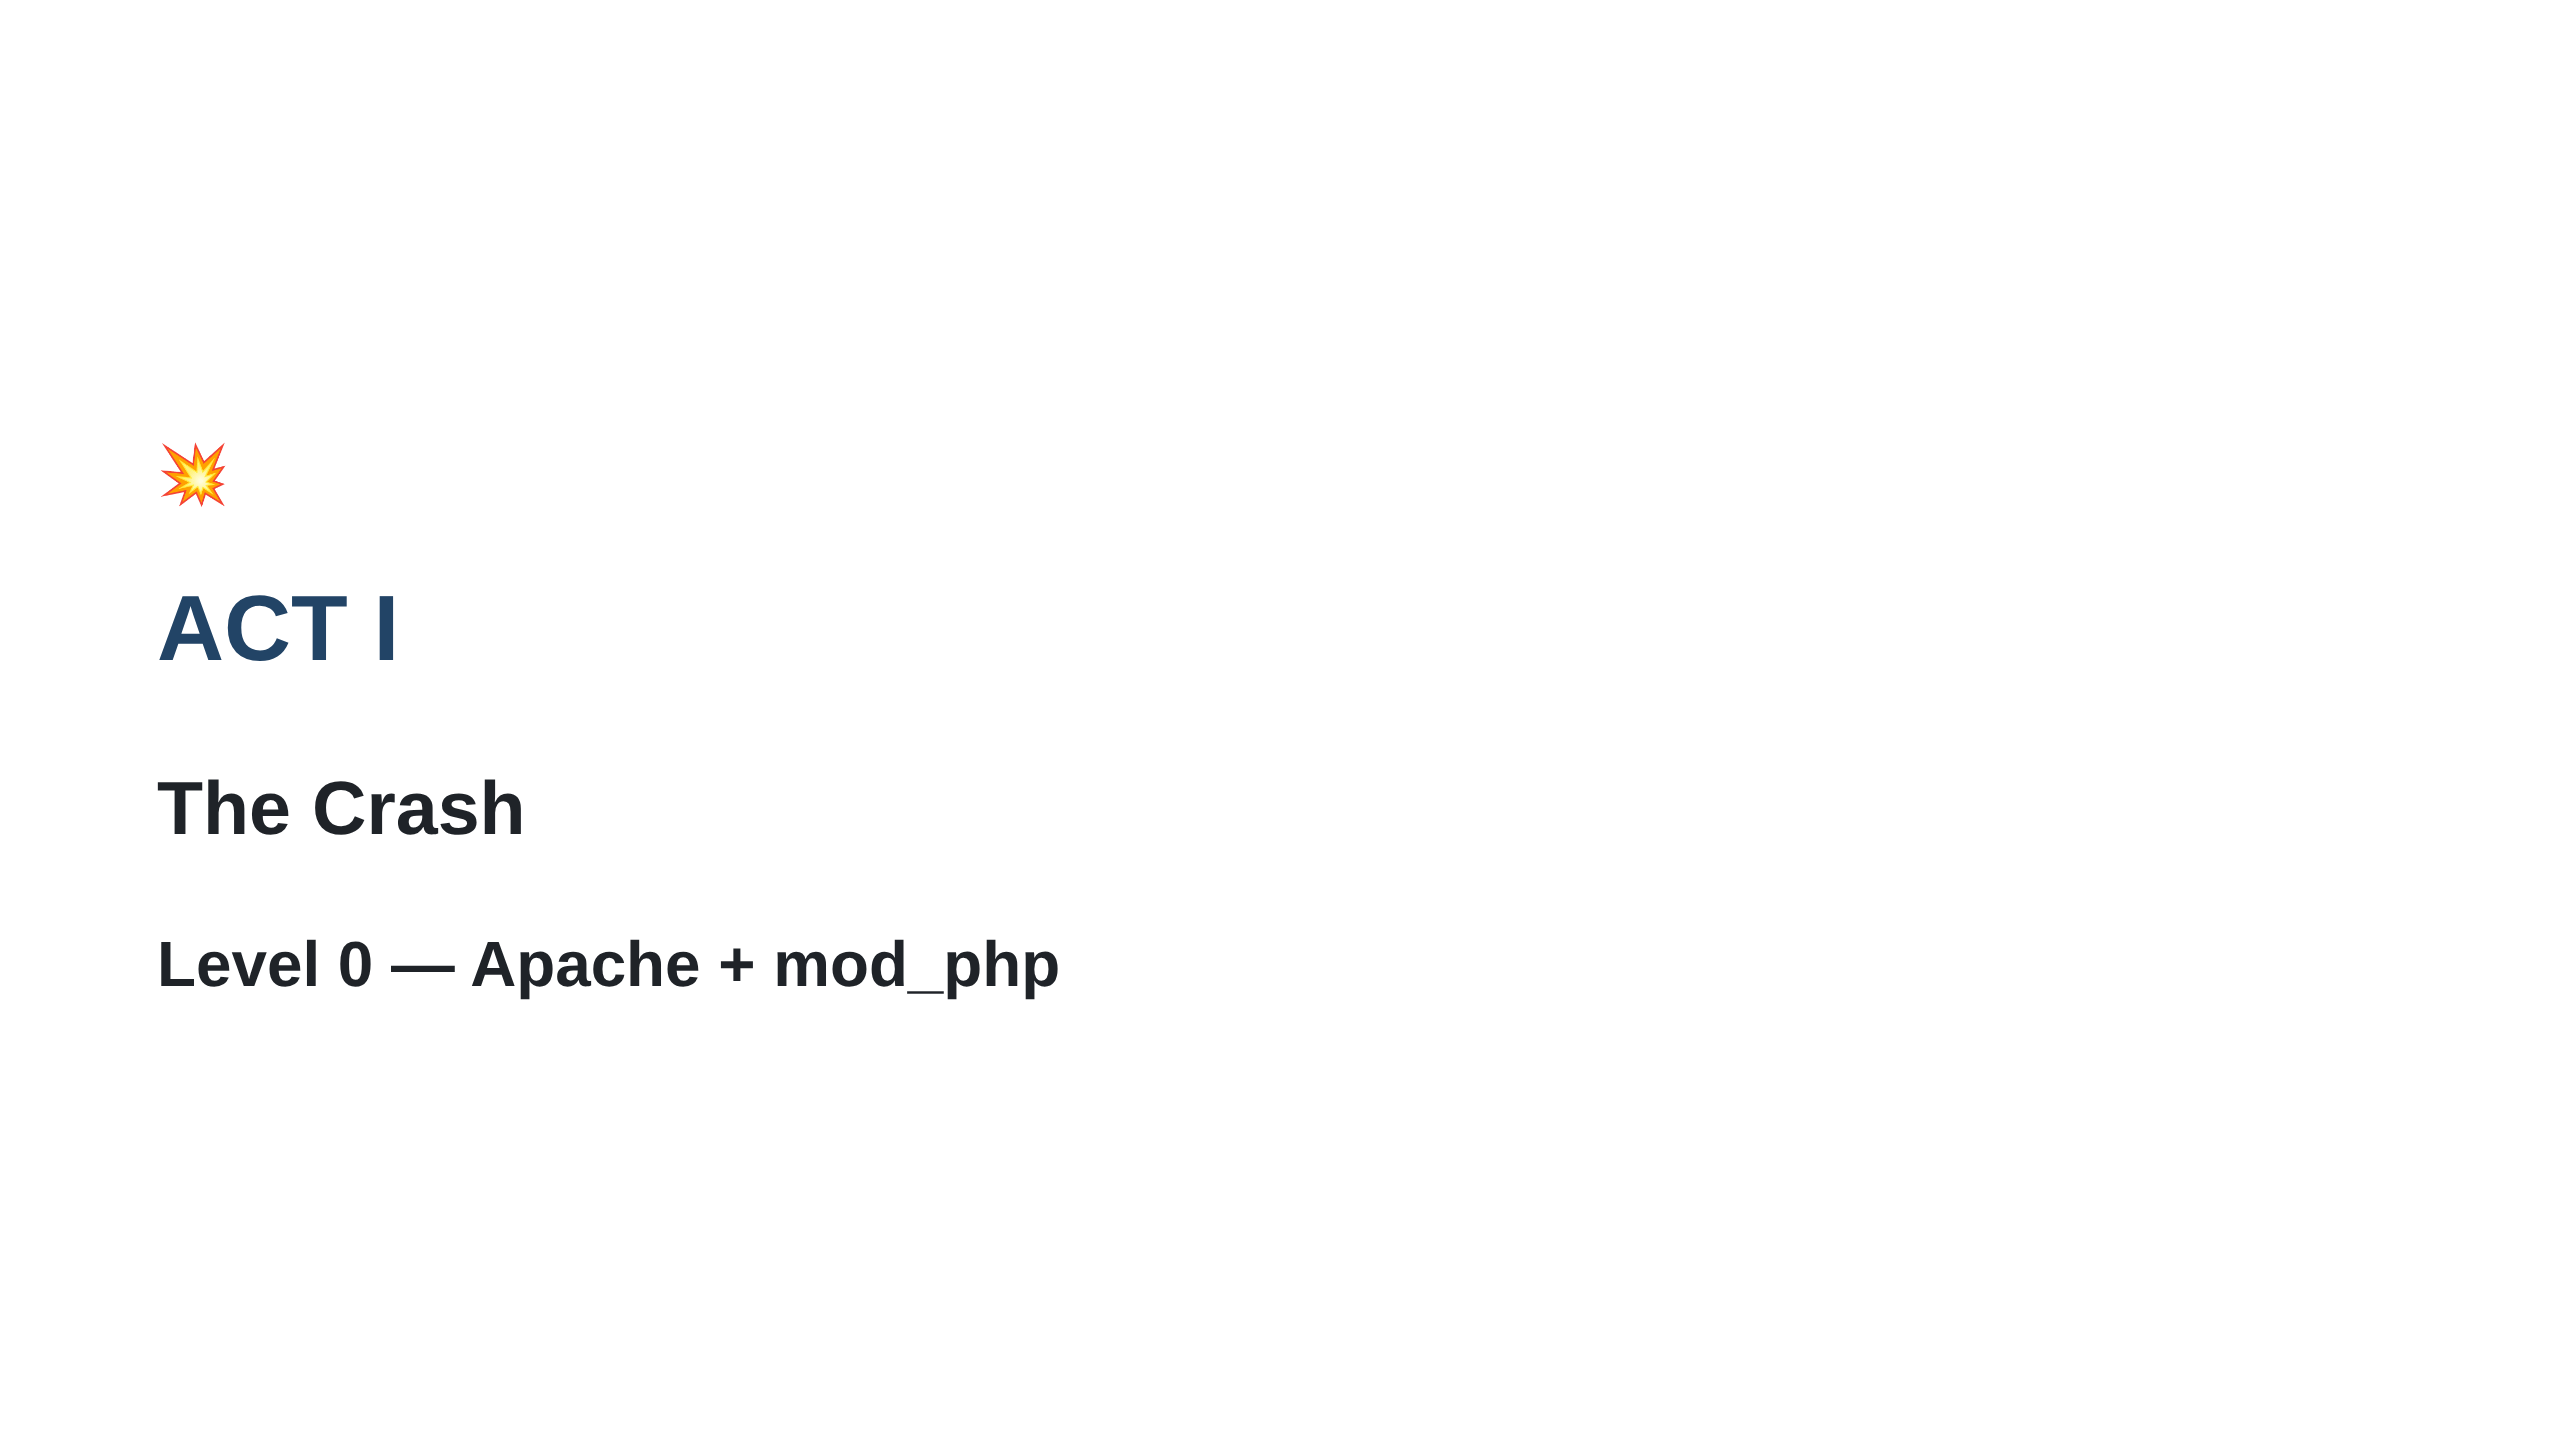 💥
ACT I
The Crash
Level 0 — Apache + mod_php